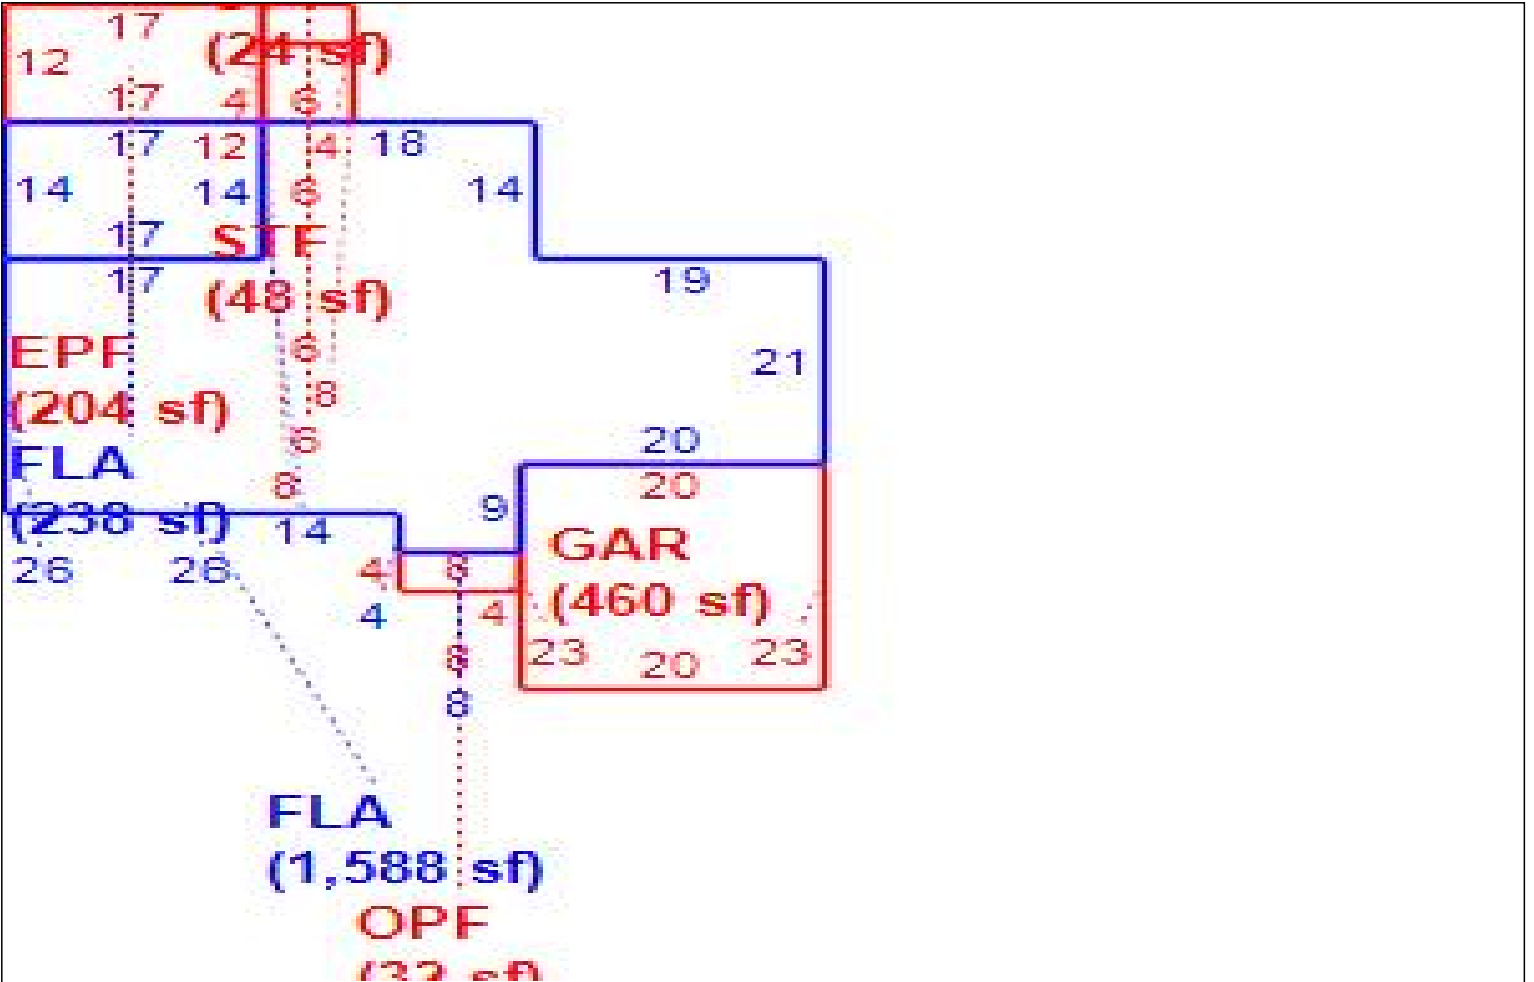 17
(24 sf)
12
17 4 6
17 12 4 18
14 14 6 14
17 STF
17 19
(48 sf)
EPF 6 21
(204 sf) 8
FLA 6 20
8 20
(238 sf) 14 9
26 26 4 8 GAR
4 4 (460 sf)
23 20 23
8
8
FLA
(1,588 sf)
OPF
(32 sf)